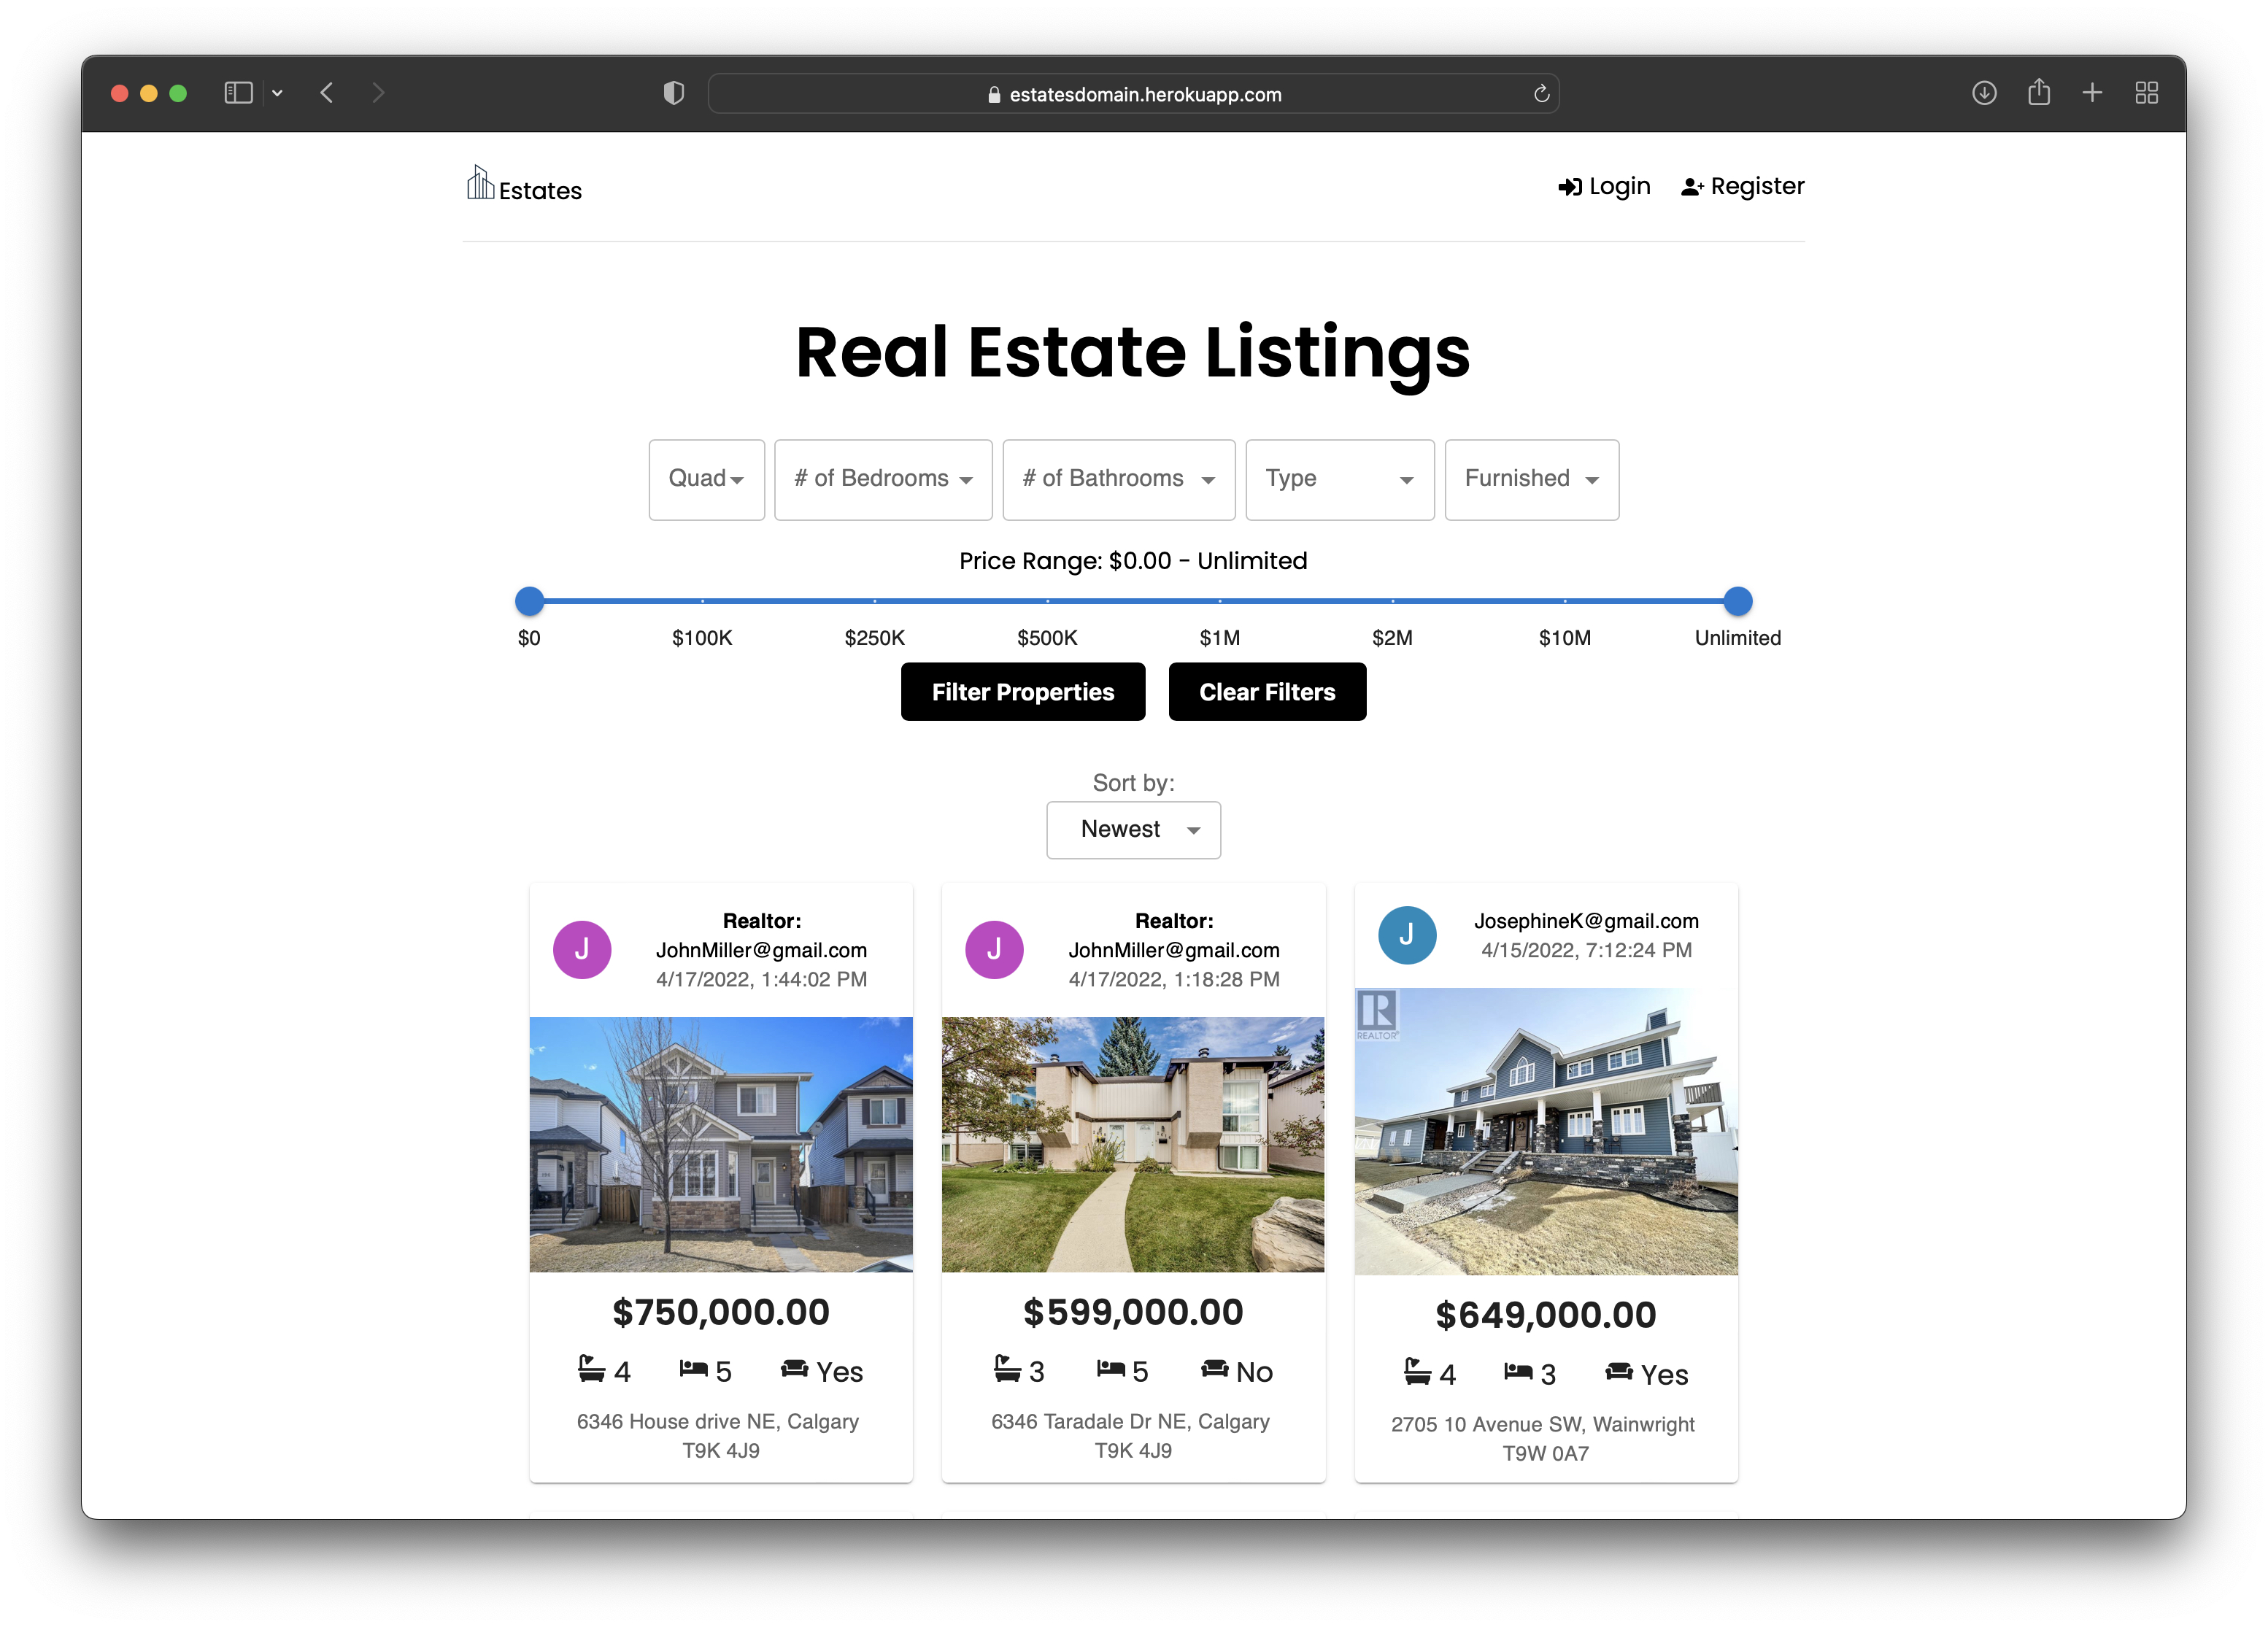 estatesdomain.herokuapp.com
Estates
Login
Register
Real Estate Listings
Quad
# of Bedrooms
# of Bathrooms
Type
Furnished
Price Range: $0.00 - Unlimited
$0
$100K
$250K
$500K
$1M
$2M
$10M
Unlimited
Filter Properties
Clear Filters
Sort by:
Newest
J
Realtor:
JohnMiller@gmail.com
4/17/2022, 1:44:02 PM
$750,000.00
4
5
Yes
6346 House drive NE, Calgary
T9K 4J9
J
Realtor:
JohnMiller@gmail.com
4/17/2022, 1:18:28 PM
$599,000.00
3
5
No
6346 Taradale Dr NE, Calgary
T9K 4J9
J
JosephineK@gmail.com
4/15/2022, 7:12:24 PM
R
REALTOR®
$649,000.00
4
3
Yes
2705 10 Avenue SW, Wainwright
T9W 0A7